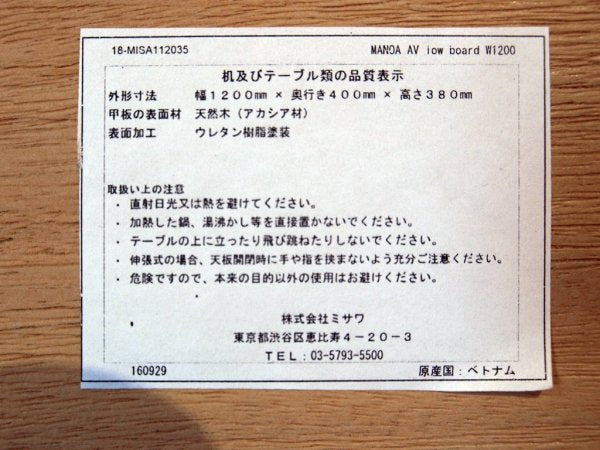 18-MISA112035 MANOA AV iow board W1200
机及びテーブル類の品質表示
外形寸法 幅1200mm × 奥行き400mm × 高さ380mm
甲板の表面材 天然木(アカシア材)
表面加工 ウレタン樹脂塗装
取扱い上の注意
・ 直射日光又は熱を避けてください。
・ 加熱した鍋、湯沸かし等を直接置かないでください。
・ テーブルの上に立ったり飛び跳ねたりしないでください。
・ 伸張式の場合、天板開閉時に手や指を挟まないよう充分ご注意ください。
・ 危険ですので、本来の目的以外の使用はお避けください。
株式会社ミサワ
東京都渋谷区恵比寿4-20-3
TEL:03-5793-5500
160929 原産国:ベトナム